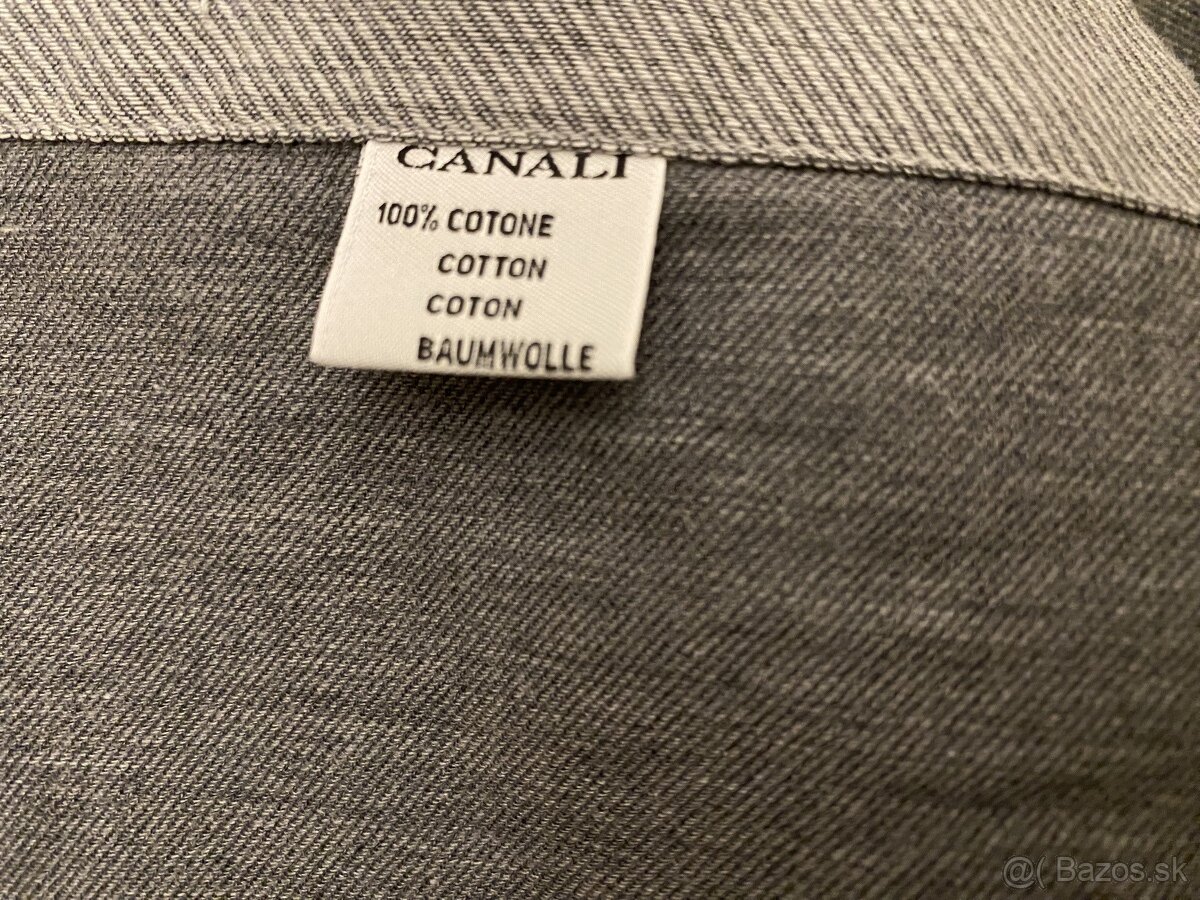 CANALI
100% COTONE
COTTON
COTON
BAUMWOLLE
@( Bazos.sk